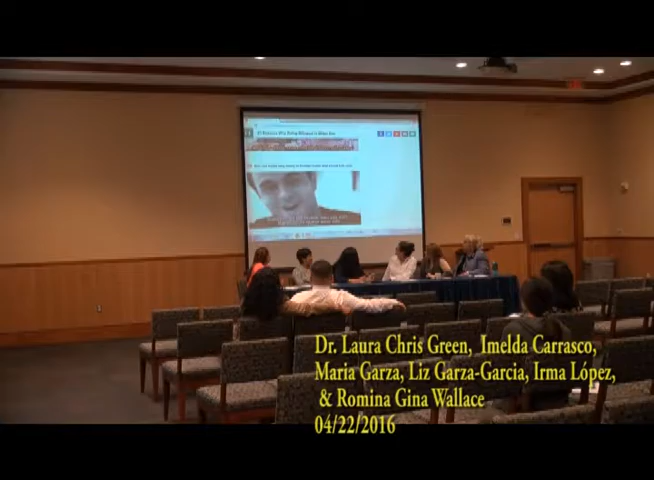 Dr. Laura Chris Green, Imelda Carrasco,
Maria Garza, Liz Garza-Garcia, Irma López,
& Romina Gina Wallace
04/22/2016